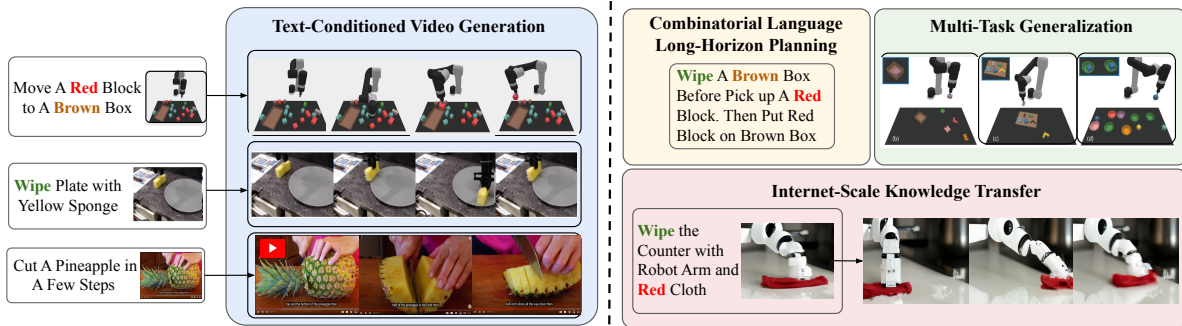 Text-Conditioned Video Generation
Move A Red Block
to A Brown Box
Wipe Plate with
Yellow Sponge
Cut A Pineapple in
A Few Steps
Combinatorial Language
Long-Horizon Planning
Wipe A Brown Box
Before Pick up A Red
Block. Then Put Red
Block on Brown Box
Multi-Task Generalization
(b)
(c)
(d)
Internet-Scale Knowledge Transfer
Wipe the
Counter with
Robot Arm and
Red Cloth